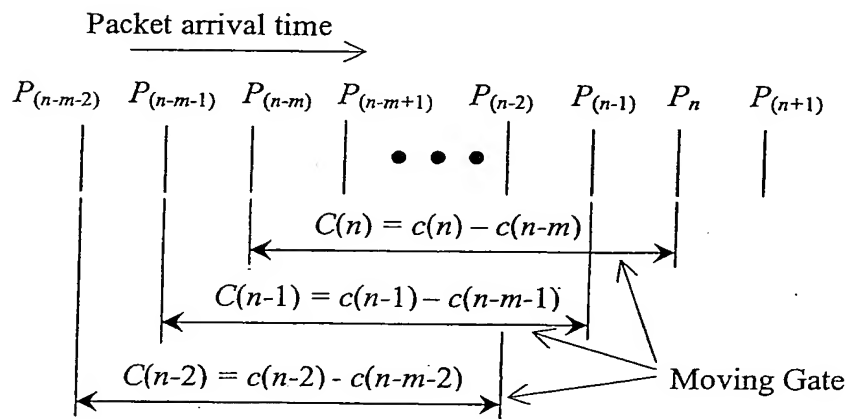 Packet arrival time
P(n-m-2) P(n-m-1) P(n-m) P(n-m+1) P(n-2) P(n-1) Pn P(n+1)
C(n) = c(n) – c(n-m)
C(n-1) = c(n-1) – c(n-m-1)
C(n-2) = c(n-2) - c(n-m-2)
Moving Gate